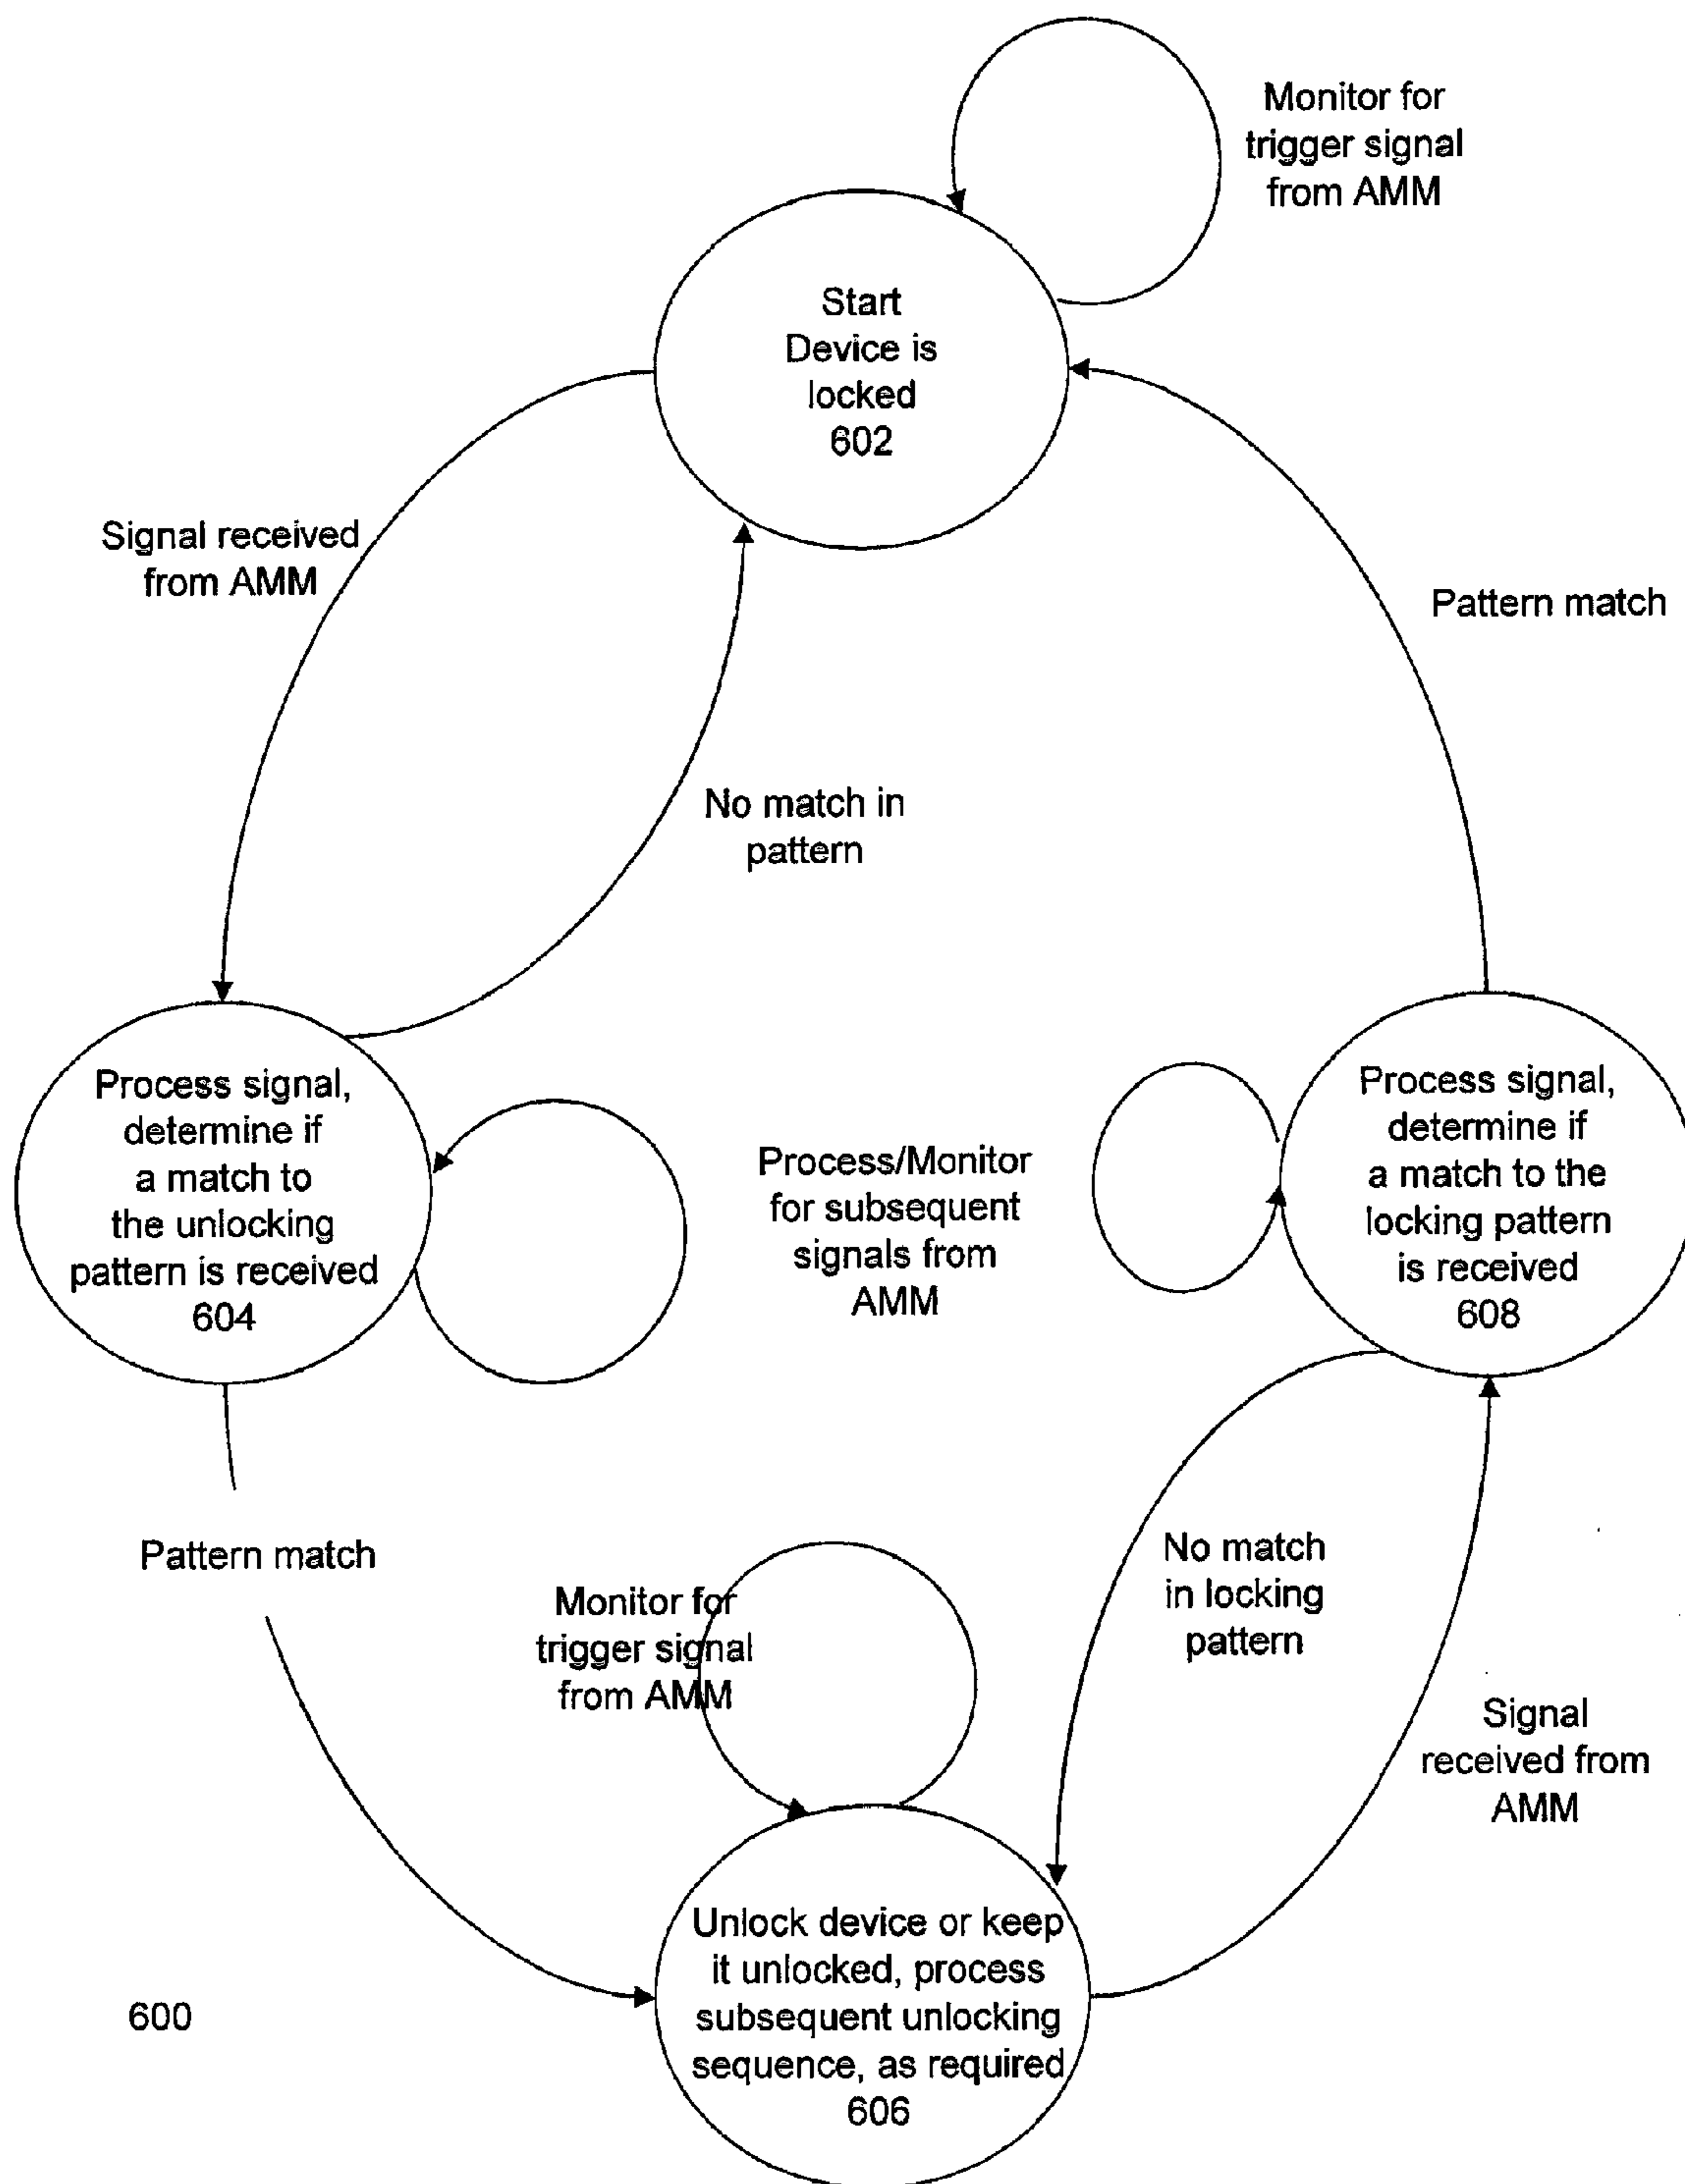 Monitor for
trigger signal
from AMM
Start
Device is
locked
602
Signal received
from AMM
Pattern match
No match in
pattern
Process signal,
determine if
a match to
the unlocking
pattern is received
604
Process/Monitor
for subsequent
signals from
AMM
Process signal,
determine if
a match to the
locking pattern
is received
608
Pattern match
Monitor for
trigger signal
from AMM
No match
in locking
pattern
Signal
received from
AMM
Unlock device or keep
it unlocked, process
subsequent unlocking
sequence, as required
606
600